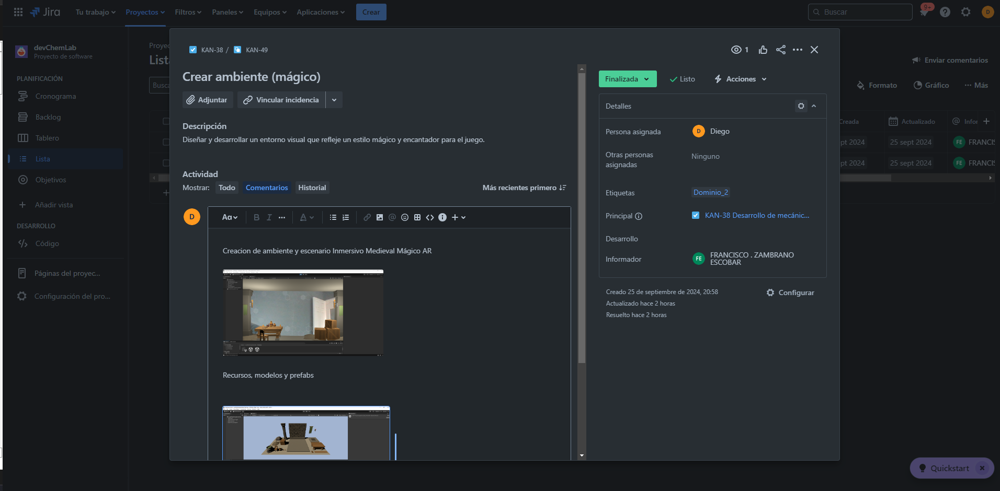 Jira
Tu trabajo
Proyectos
Filtros
Paneles
Equipos
Aplicaciones
Crear
Buscar
9+
D
devChemLab
Proyecto de software
PLANIFICACIÓN
Cronograma
Backlog
Tablero
Lista
Objetivos
Añadir vista
DESARROLLO
Código
Páginas del proyec...
Configuración del pro...
KAN-38 / KAN-49
1
Crear ambiente (mágico)
Adjuntar
Vincular incidencia
Descripción
Diseñar y desarrollar un entorno visual que refleje un estilo mágico y encantador para el juego.
Actividad
Mostrar: Todo Comentarios Historial
Más recientes primero
D
Aa B I ... A
Creacion de ambiente y escenario Inmersivo Medieval Mágico AR
Recursos, modelos y prefabs
Finalizada
Listo
Acciones
Detalles
Persona asignada
D Diego
Otras personas
asignadas
Ninguno
Etiquetas
Dominio_2
Principal
KAN-38 Desarrollo de mecánic...
Desarrollo
Informador
FE FRANCISCO . ZAMBRANO
ESCOBAR
Creado 25 de septiembre de 2024, 20:58
Actualizado hace 2 horas
Resuelto hace 2 horas
Configurar
Enviar comentarios
Formato
Gráfico
Más
Creada
Actualizado
Infor
pt 2024
25 sept 2024
FE FRANCIS
pt 2024
25 sept 2024
FE FRANCIS
Quickstart